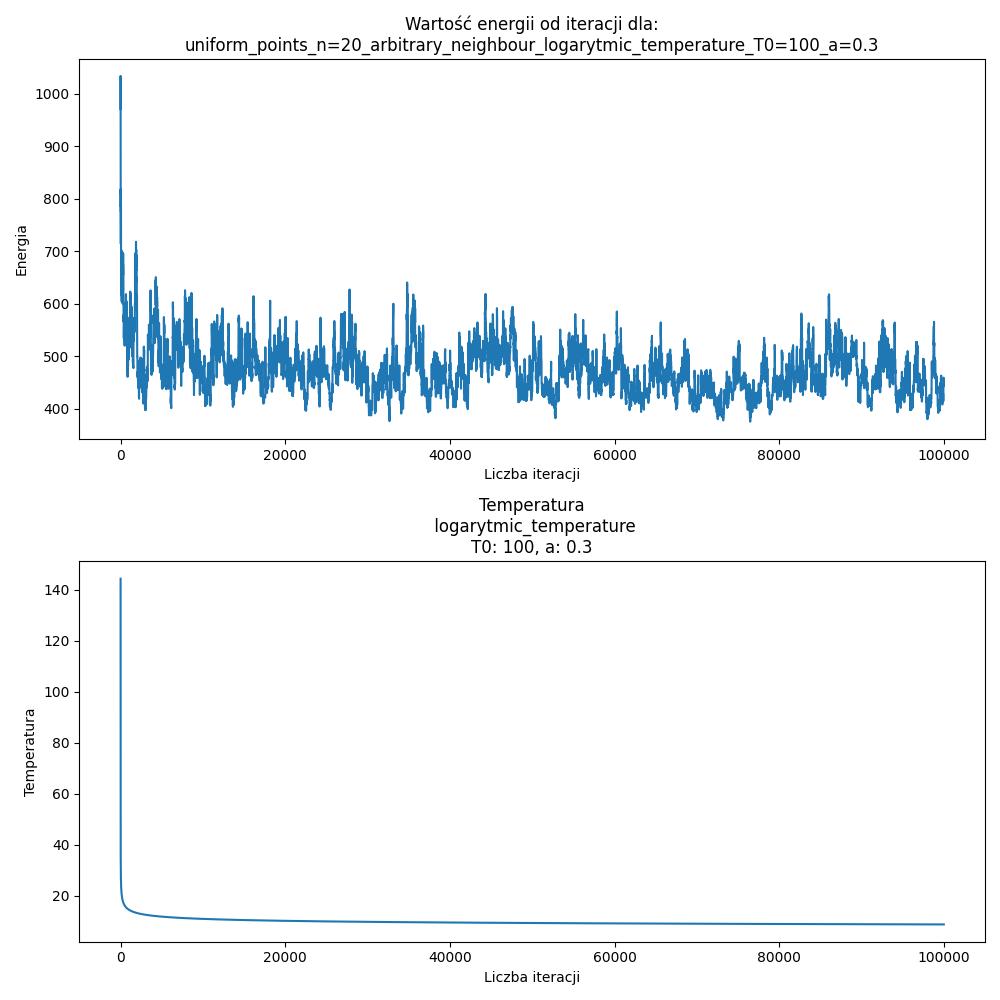 Wartość energii od iteracji dla:
uniform_points_n=20_arbitrary_neighbour_logarytmic_temperature_T0=100_a=0.3
1000
900
800
700
600
500
400
Energia
0 20000 40000 60000 80000 100000
Liczba iteracji
Temperatura
logarytmic_temperature
T0: 100, a: 0.3
140
120
100
80
60
40
20
Temperatura
0 20000 40000 60000 80000 100000
Liczba iteracji